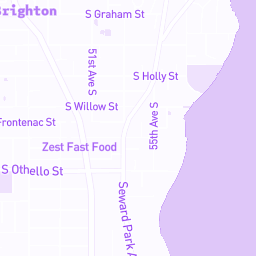 Brighton
S Graham St
51st Ave S
S Holly St
S Willow St
55th Ave S
Frontenac St
Zest Fast Food
S Othello St
Seward Park A